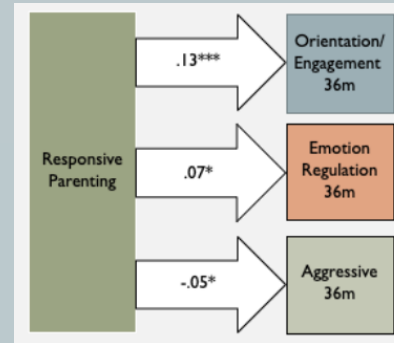 Responsive
Parenting
.13***
Orientation/
Engagement
36m
.07*
Emotion
Regulation
36m
-.05*
Aggressive
36m